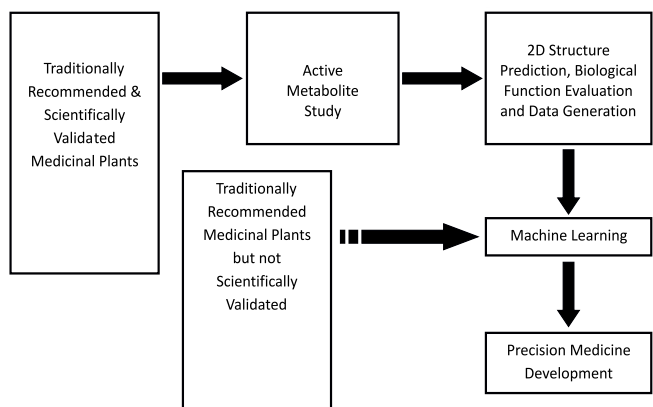 Traditionally
Recommended &
Scientifically
Validated
Medicinal Plants
Active
Metabolite
Study
2D Structure
Prediction, Biological
Function Evaluation
and Data Generation
Traditionally
Recommended
Medicinal Plants
but not
Scientifically
Validated
Machine Learning
Precision Medicine
Development